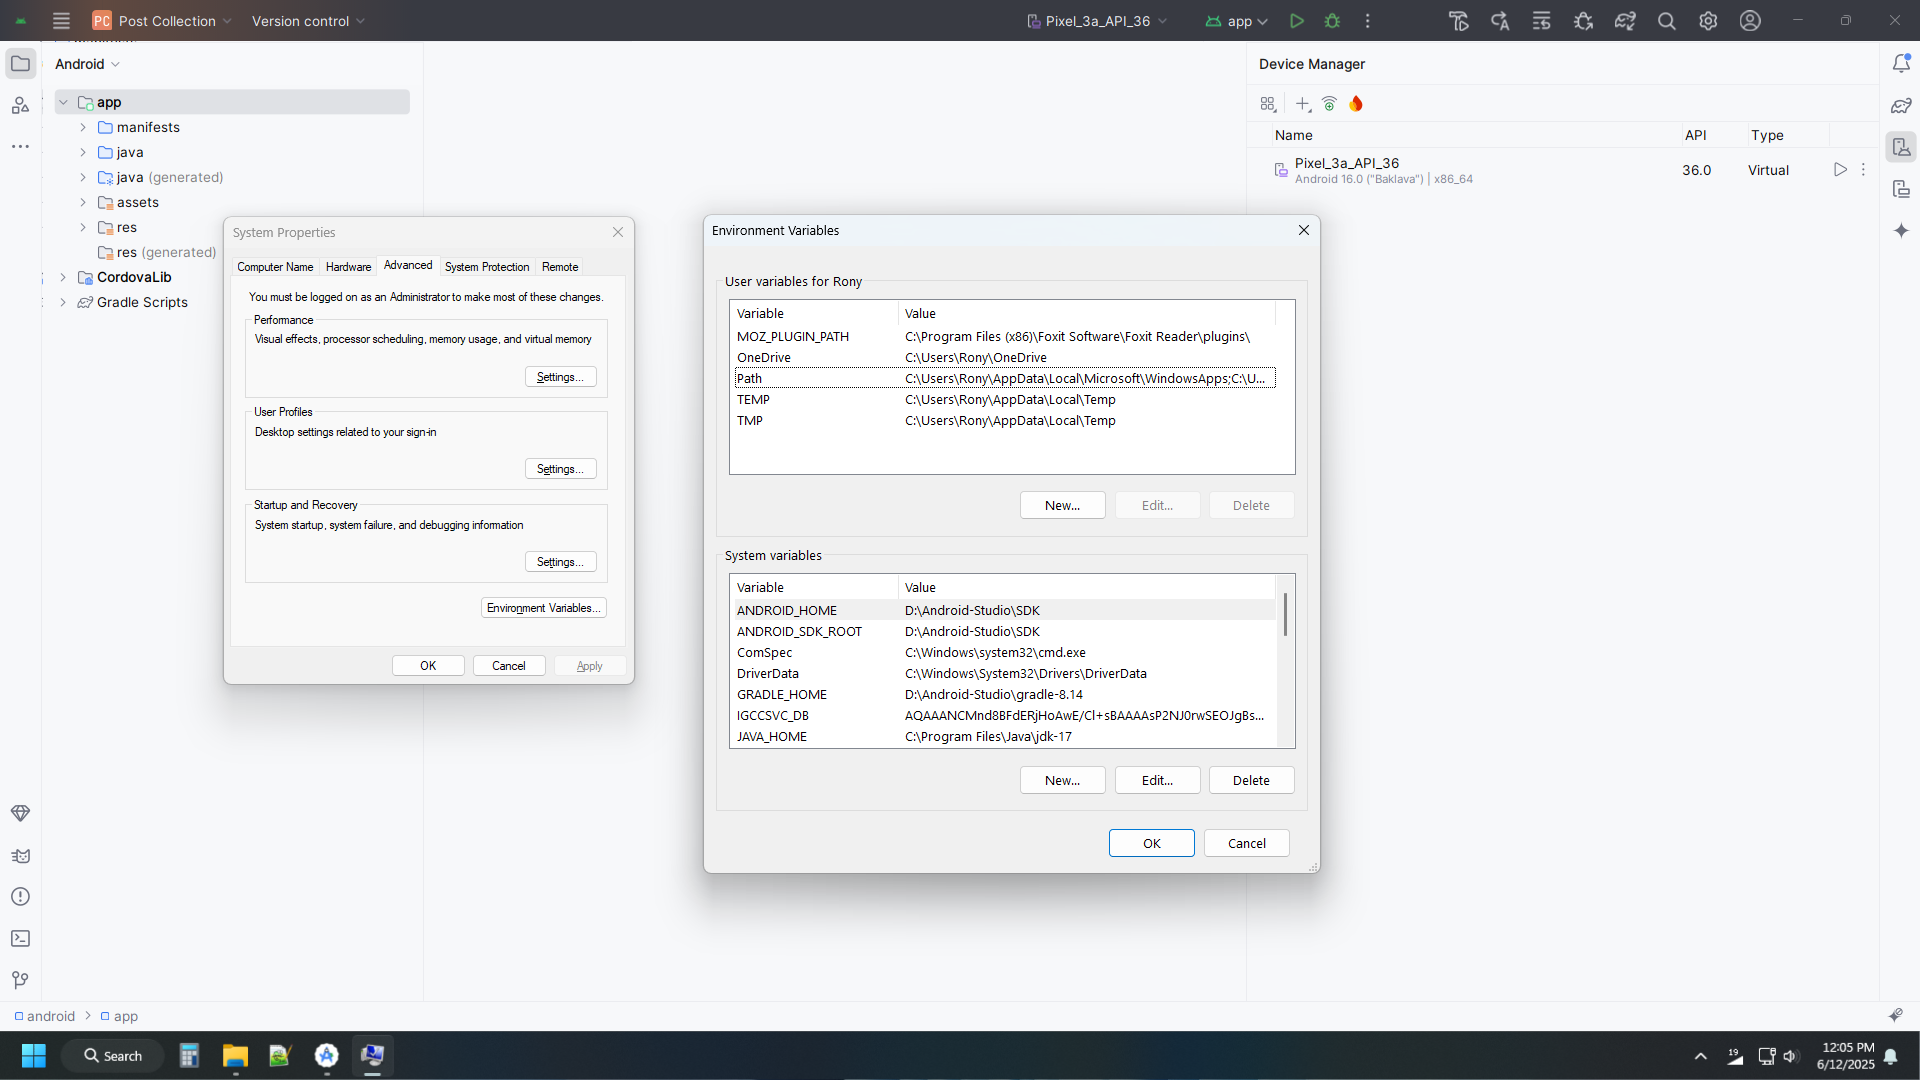 PC Post Collection
Version control
Pixel_3a_API_36
app
Android
app
manifests
java
java (generated)
assets
res
res (generated)
CordovaLib
Gradle Scripts
Device Manager
Name API Type
Pixel_3a_API_36
Android 16.0 ("Baklava") | x86_64
36.0 Virtual
System Properties
Computer Name Hardware Advanced System Protection Remote
You must be logged on as an Administrator to make most of these changes.
Performance
Visual effects, processor scheduling, memory usage, and virtual memory
Settings...
User Profiles
Desktop settings related to your sign-in
Settings...
Startup and Recovery
System startup, system failure, and debugging information
Settings...
Environment Variables...
OK Cancel Apply
Environment Variables
User variables for Rony
Variable Value
MOZ_PLUGIN_PATH C:\Program Files (x86)\Foxit Software\Foxit Reader\plugins\
OneDrive C:\Users\Rony\OneDrive
Path C:\Users\Rony\AppData\Local\Microsoft\WindowsApps;C:\U...
TEMP C:\Users\Rony\AppData\Local\Temp
TMP C:\Users\Rony\AppData\Local\Temp
New... Edit... Delete
System variables
Variable Value
ANDROID_HOME D:\Android-Studio\SDK
ANDROID_SDK_ROOT D:\Android-Studio\SDK
ComSpec C:\Windows\system32\cmd.exe
DriverData C:\Windows\System32\Drivers\DriverData
GRADLE_HOME D:\Android-Studio\gradle-8.14
IGCCSVC_DB AQAAANCMnd8BFdERjHoAwE/Cl+sBAAAAsP2NJ0rwSEOJgBs...
JAVA_HOME C:\Program Files\Java\jdk-17
New... Edit... Delete
OK Cancel
android > app
Search
19
12:05 PM
6/12/2025